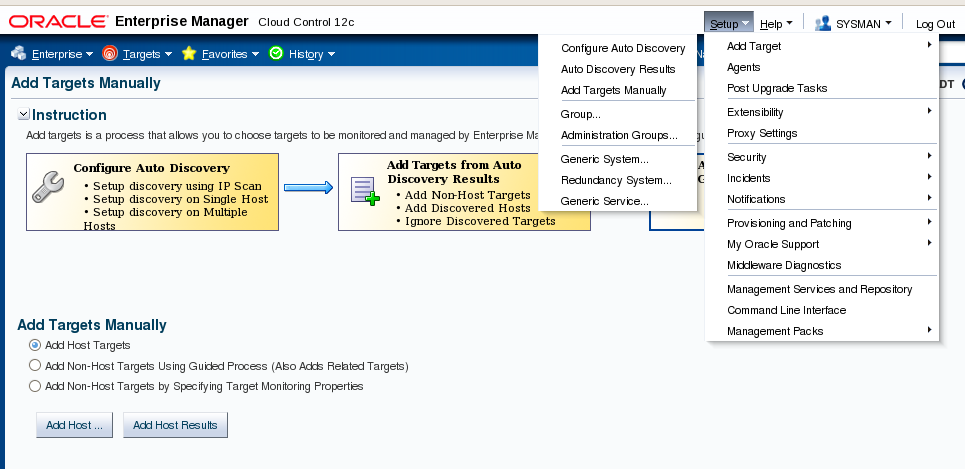 ORACLE Enterprise Manager Cloud Control 12c
Setup Help SYSMAN Log Out
Enterprise Targets Favorites History
Add Targets Manually
Instruction
Add targets is a process that allows you to choose targets to be monitored and managed by Enterprise
Configure Auto Discovery
• Setup discovery using IP Scan
• Setup discovery on Single Host
• Setup discovery on Multiple
Hosts
Add Targets from Auto
Discovery Results
• Add Non-Host Targets
• Add Discovered Hosts
• Ignore Discovered Targets
Configure Auto Discovery
Auto Discovery Results
Add Targets Manually
Group...
Administration Groups...
Generic System...
Redundancy System...
Generic Service...
Add Target
Agents
Post Upgrade Tasks
Extensibility
Proxy Settings
Security
Incidents
Notifications
Provisioning and Patching
My Oracle Support
Middleware Diagnostics
Management Services and Repository
Command Line Interface
Management Packs
DT
Add Targets Manually
Add Host Targets
Add Non-Host Targets Using Guided Process (Also Adds Related Targets)
Add Non-Host Targets by Specifying Target Monitoring Properties
Add Host ... Add Host Results